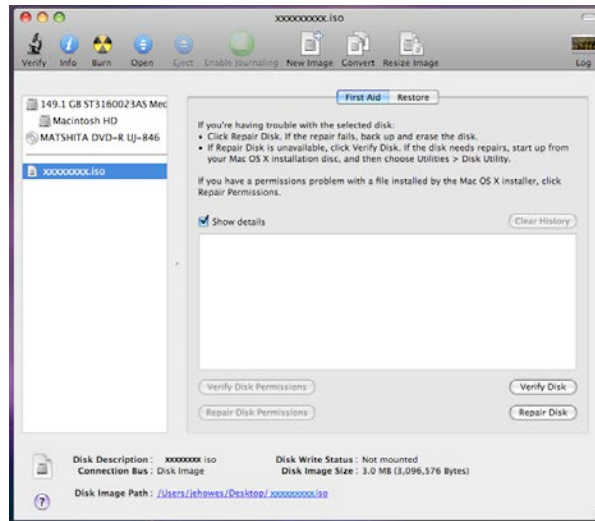 xxxxxxxxx.iso
Verify Info Burn Open Eject Enable Journaling New Image Convert Resize Image Log
149.1 GB ST3160023AS Med
Macintosh HD
MATSHITA DVD-R UJ-846
xxxxxxxxx.iso
First Aid Restore
If you're having trouble with the selected disk:
• Click Repair Disk. If the repair fails, back up and erase the disk.
• If Repair Disk is unavailable, click Verify Disk. If the disk needs repairs, start up from
your Mac OS X installation disc, and then choose Utilities > Disk Utility.
If you have a permissions problem with a file installed by the Mac OS X installer, click
Repair Permissions.
Show details
Clear History
Verify Disk Permissions
Verify Disk
Repair Disk Permissions
Repair Disk
Disk Description : xxxxxxxx iso
Disk Write Status : Not mounted
Connection Bus : Disk Image
Disk Image Size : 3.0 MB (3,096,576 Bytes)
Disk Image Path : /Users/jehowes/Desktop/ xxxxxxxxx.iso
?